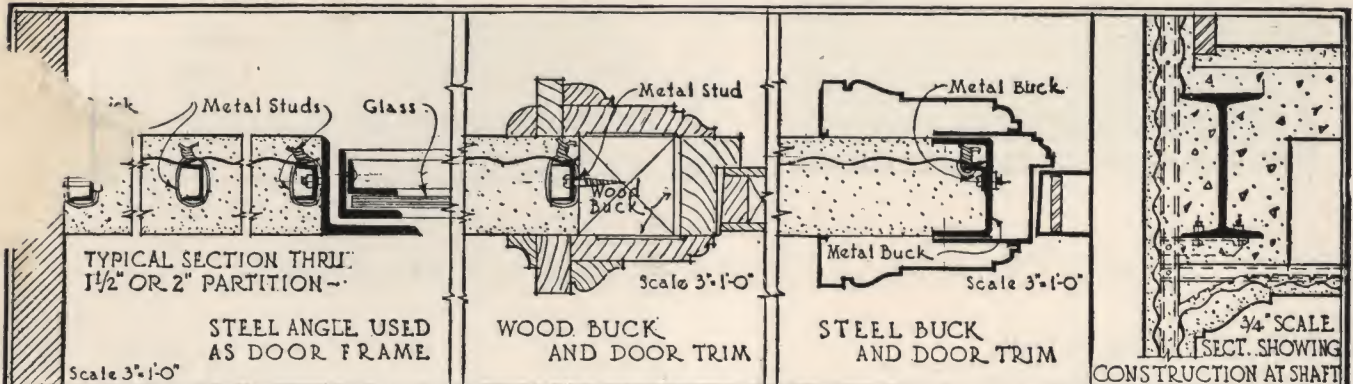 Metal Studs
Glass
TYPICAL SECTION THRU
1½" OR 2" PARTITION~
STEEL ANGLE USED
AS DOOR FRAME
Scale 3"=1'-0"
Metal Stud
Wood
Buck
Scale 3"=1'-0"
WOOD BUCK
AND DOOR TRIM
Metal Buck
Metal Buck
Scale 3"=1'-0"
STEEL BUCK
AND DOOR TRIM
3/4" SCALE
SECT. SHOWING
CONSTRUCTION AT SHAFT